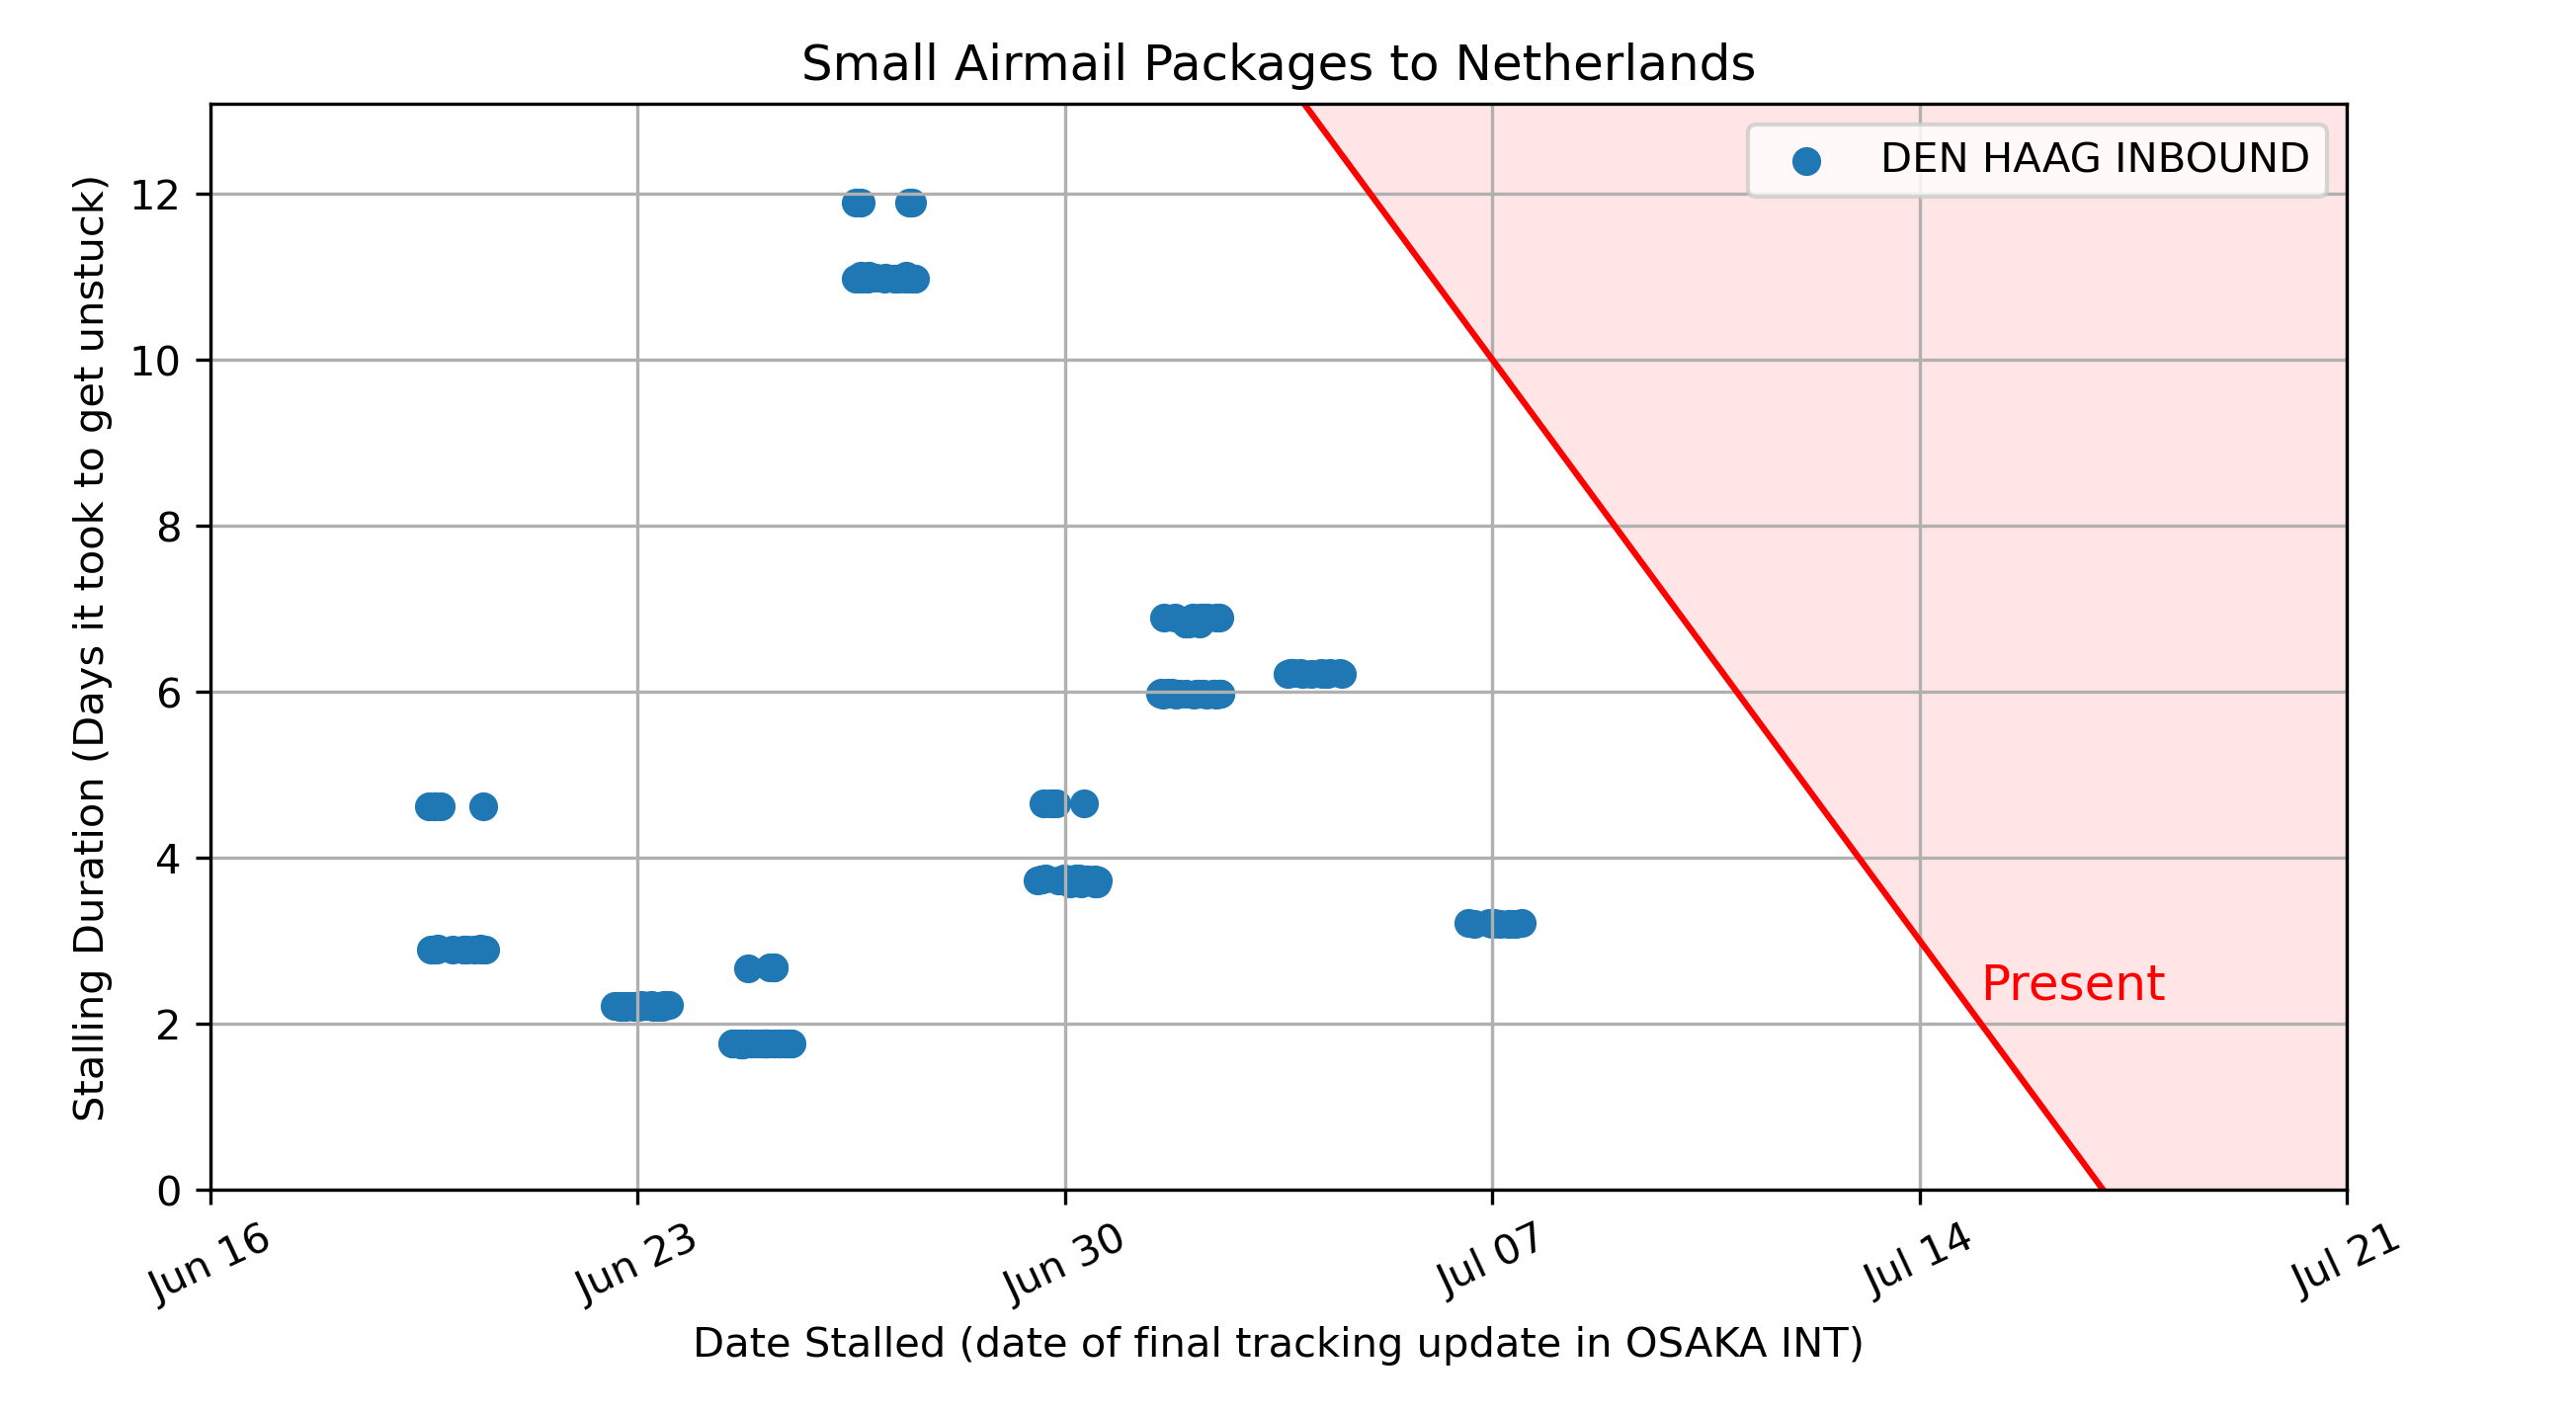 Small Airmail Packages to Netherlands
DEN HAAG INBOUND
Stalling Duration (Days it took to get unstuck)
12
10
8
6
4
2
0
Present
Jun 16
Jun 23
Jun 30
Jul 07
Jul 14
Jul 21
Date Stalled (date of final tracking update in OSAKA INT)